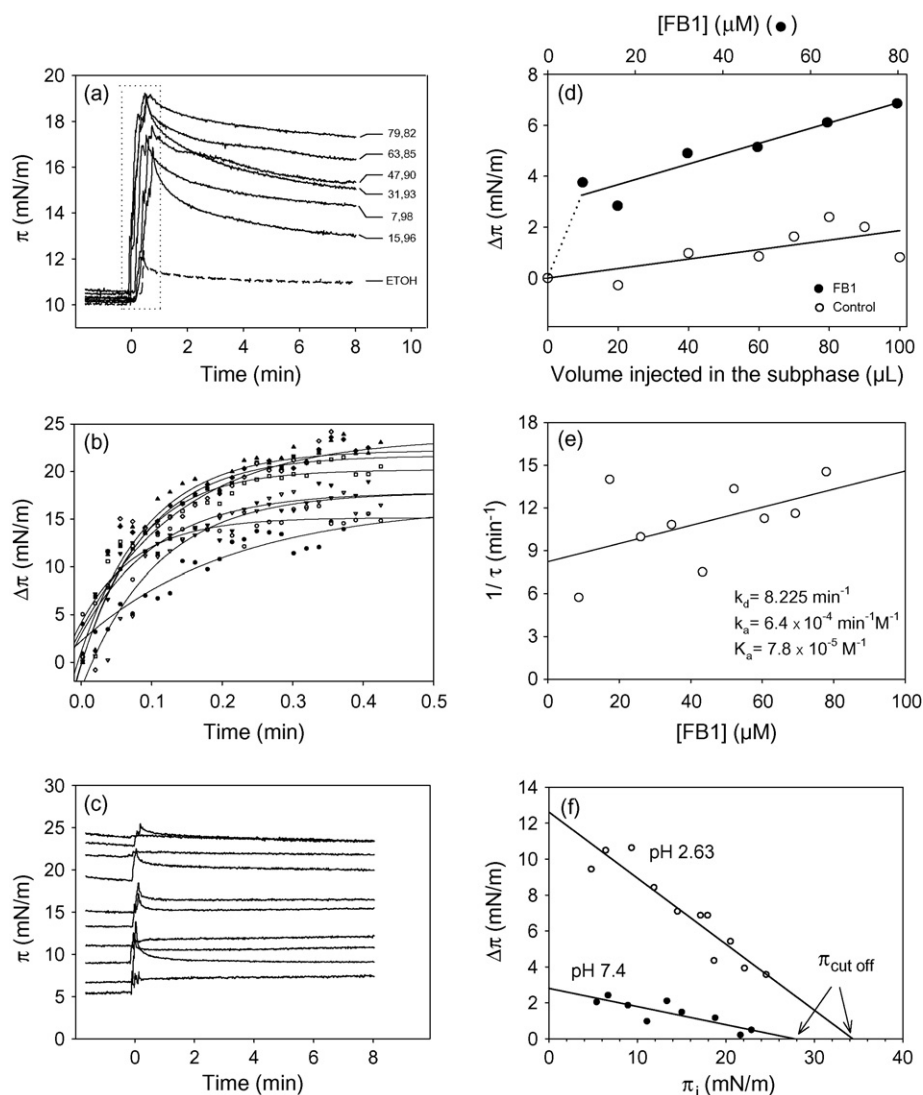 (a)
20
18
16
14
12
10
π (mN/m)
79,82
63,85
47,90
31,93
7,98
15,96
ETOH
0 2 4 6 8 10
Time (min)
[FB1] (μM) (●)
0 20 40 60 80
(d)
8
6
4
2
0
Δπ (mN/m)
● FB1
○ Control
0 20 40 60 80 100
Volume injected in the subphase (μL)
(b)
25
20
15
10
5
0
Δπ (mN/m)
0.0 0.1 0.2 0.3 0.4 0.5
Time (min)
(e)
18
15
12
9
6
3
0
1/ τ (min-1)
kd= 8.225 min-1
ka= 6.4 x 10-4 min-1M-1
Ka= 7.8 x 10-5 M-1
0 20 40 60 80 100
[FB1] (μM)
(c)
30
25
20
15
10
5
0
π (mN/m)
0 2 4 6 8
Time (min)
(f)
14
12
10
8
6
4
2
0
Δπ (mN/m)
pH 2.63
pH 7.4
πcut off
0 10 20 30 40
πi (mN/m)